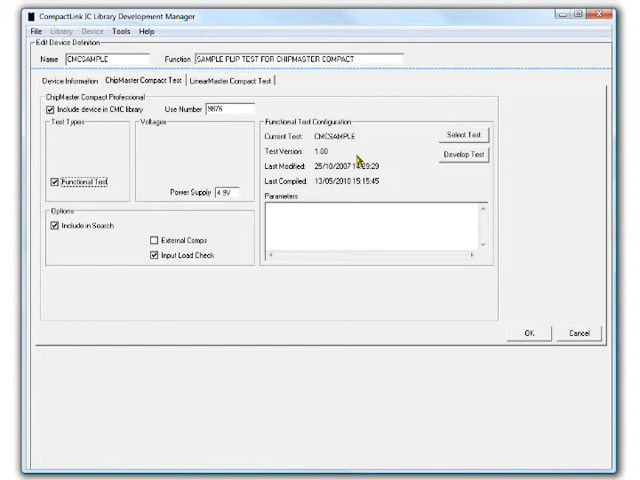 CompactLink IC Library Development Manager
File Library Device Tools Help
Edit Device Definition
Name CMCSAMPLE Function SAMPLE FLIP TEST FOR CHIPMASTER COMPACT
Device Information ChipMaster Compact Test LinearMaster Compact Test
ChipMaster Compact Professional
Include device in CMC library Use Number 9876
Test Types Voltages Functional Test Configuration
Current Test: CMCSAMPLE Select Test
Test Version: 1.00 Develop Test
Last Modified: 25/10/2007 14:29:29
Functional Test Last Compiled: 13/05/2010 15:15:45
Power Supply 4.9V Parameters
Options
Include in Search
External Comps
Input Load Check
OK Cancel